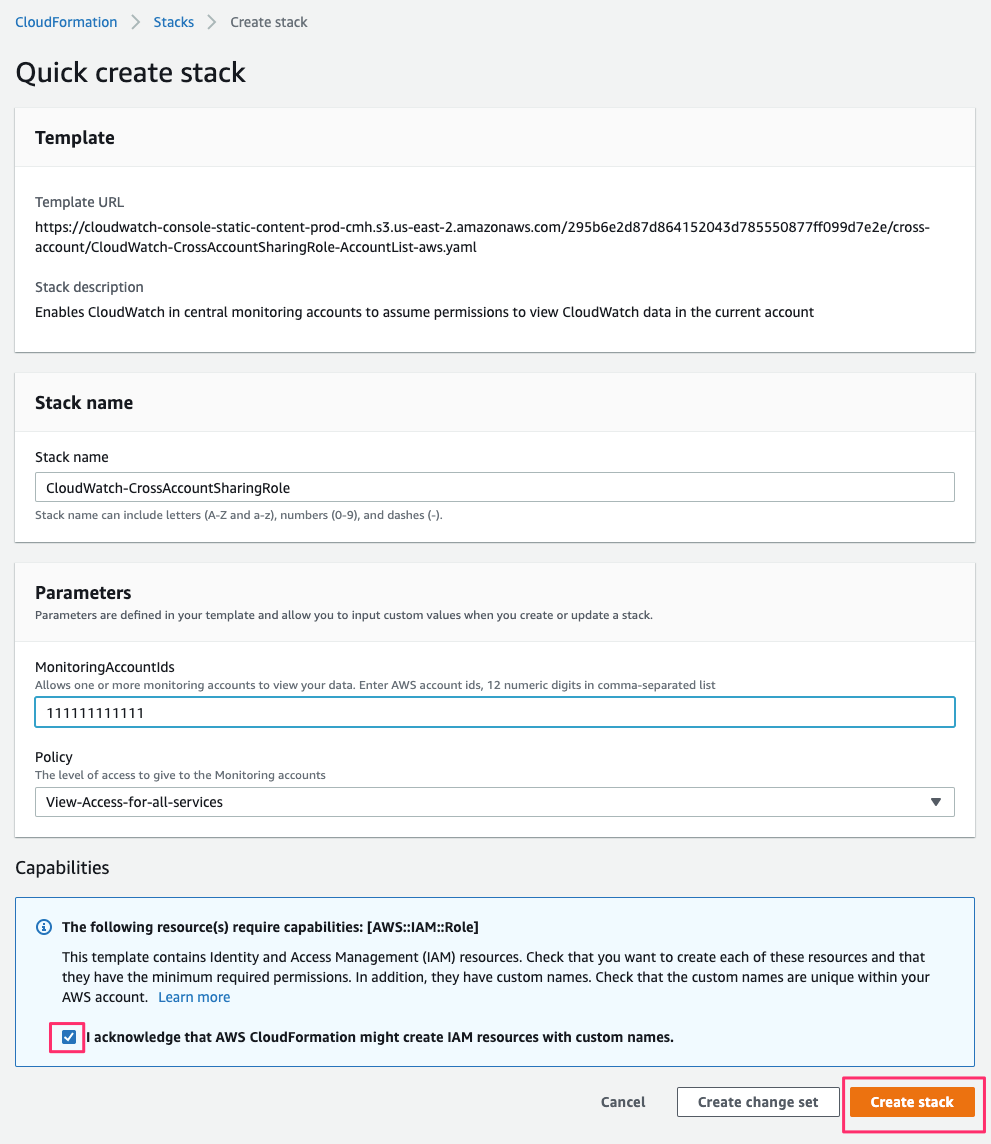 CloudFormation > Stacks > Create stack
Quick create stack
Template
Template URL
https://cloudwatch-console-static-content-prod-cmh.s3.us-east-2.amazonaws.com/295b6e2d87d864152043d785550877ff099d7e2e/cross-
account/CloudWatch-CrossAccountSharingRole-AccountList-aws.yaml
Stack description
Enables CloudWatch in central monitoring accounts to assume permissions to view CloudWatch data in the current account
Stack name
Stack name
CloudWatch-CrossAccountSharingRole
Stack name can include letters (A-Z and a-z), numbers (0-9), and dashes (-).
Parameters
Parameters are defined in your template and allow you to input custom values when you create or update a stack.
MonitoringAccountIds
Allows one or more monitoring accounts to view your data. Enter AWS account ids, 12 numeric digits in comma-separated list
111111111111
Policy
The level of access to give to the Monitoring accounts
View-Access-for-all-services
Capabilities
The following resource(s) require capabilities: [AWS::IAM::Role]
This template contains Identity and Access Management (IAM) resources. Check that you want to create each of these resources and that
they have the minimum required permissions. In addition, they have custom names. Check that the custom names are unique within your
AWS account. Learn more
I acknowledge that AWS CloudFormation might create IAM resources with custom names.
Cancel Create change set Create stack